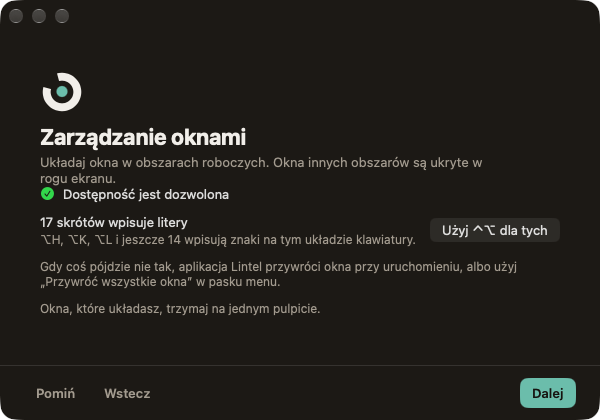 Zarządzanie oknami
Układaj okna w obszarach roboczych. Okna innych obszarów są ukryte w
rogu ekranu.
Dostępność jest dozwolona
17 skrótów wpisuje litery
⌥H, ⌥K, ⌥L i jeszcze 14 wpisują znaki na tym układzie klawiatury.
Użyj ^⌥ dla tych
Gdy coś pójdzie nie tak, aplikacja Lintel przywróci okna przy uruchomieniu, albo użyj
„Przywróć wszystkie okna” w pasku menu.
Okna, które układasz, trzymaj na jednym pulpicie.
Pomiń
Wstecz
Dalej